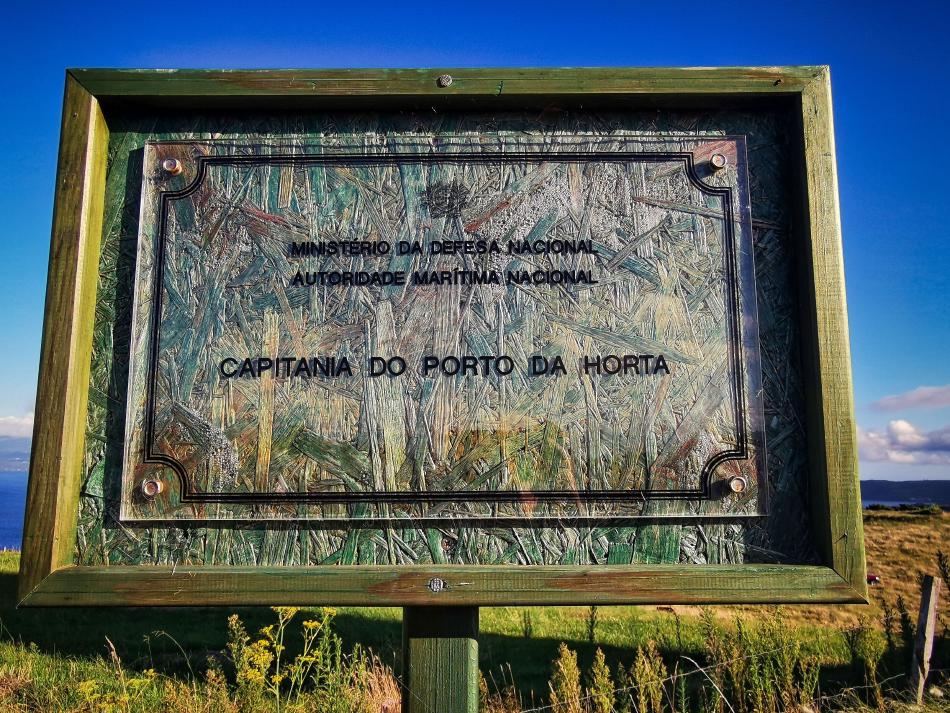 MINISTÉRIO DA DEFESA NACIONAL
AUTORIDADE MARÍTIMA NACIONAL
CAPITANIA DO PORTO DA HORTA